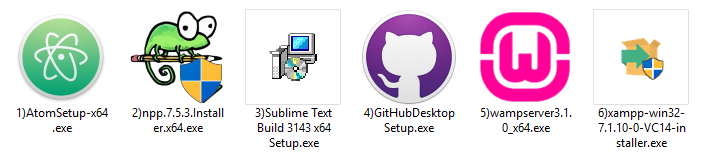 1)AtomSetup-x64
.exe
2)npp.7.5.3.Install
er.x64.exe
3)Sublime Text
Build 3143 x64
Setup.exe
4)GitHubDesktop
Setup.exe
5)wampserver3.1.
0_x64.exe
6)xampp-win32-
7.1.10-0-VC14-in
staller.exe